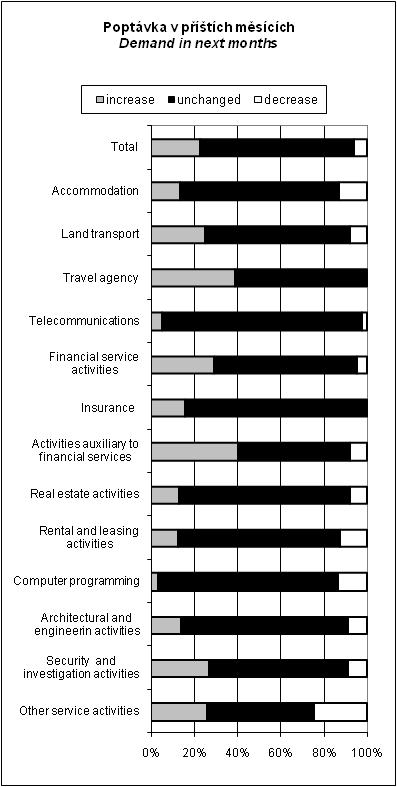 Poptávka v příštích měsících
Demand in next months
increase unchanged decrease
Total
Accommodation
Land transport
Travel agency
Telecommunications
Financial service
activities
Insurance
Activities auxiliary to
financial services
Real estate activities
Rental and leasing
activities
Computer programming
Architectural and
engineerin activities
Security and
investigation activities
Other service activities
0% 20% 40% 60% 80% 100%